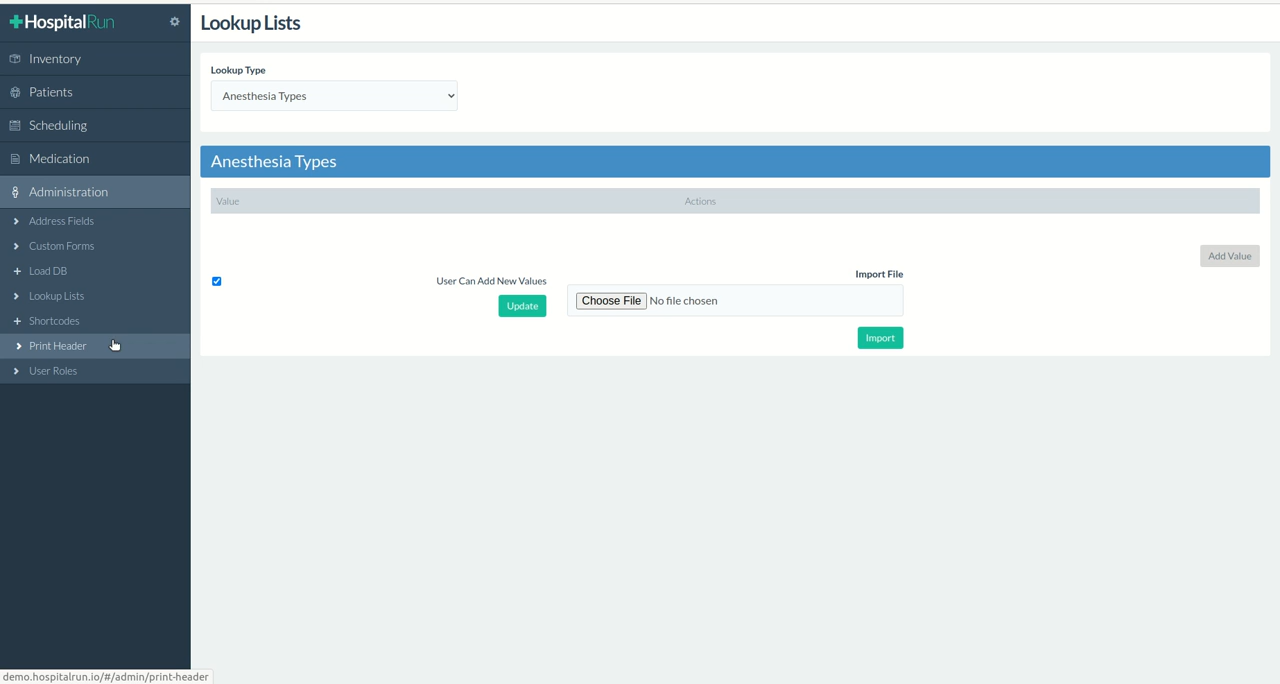 HospitalRun
Lookup Lists
Inventory
Patients
Scheduling
Medication
Administration
Address Fields
Custom Forms
Load DB
Lookup Lists
Shortcodes
Print Header
User Roles
Lookup Type
Anesthesia Types
Anesthesia Types
Value Actions
Add Value
User Can Add New Values
Update
Import File
Choose File No file chosen
Import
demo.hospitalrun.io/#/admin/print-header